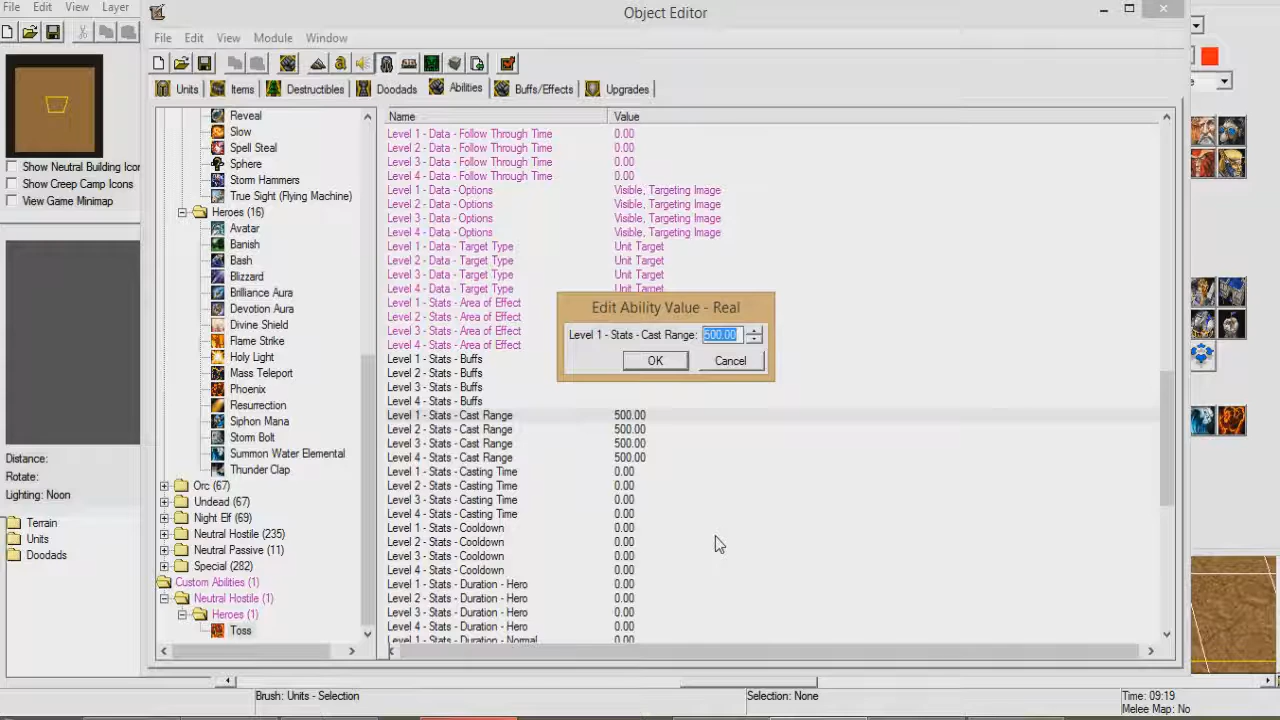 File Edit View Layer
Object Editor
File Edit View Module Window
Units Items Destructibles Doodads Abilities Buffs/Effects Upgrades
Show Neutral Building Icon
Show Creep Camp Icons
View Game Minimap
Distance:
Rotate:
Lighting: Noon
Terrain
Units
Doodads
Reveal
Slow
Spell Steal
Sphere
Storm Hammers
True Sight (Flying Machine)
Heroes (16)
Avatar
Banish
Bash
Blizzard
Brilliance Aura
Devotion Aura
Divine Shield
Flame Strike
Holy Light
Mass Teleport
Phoenix
Resurrection
Siphon Mana
Storm Bolt
Summon Water Elemental
Thunder Clap
Orc (67)
Undead (67)
Night Elf (69)
Neutral Hostile (235)
Neutral Passive (11)
Special (282)
Custom Abilities (1)
Neutral Hostile (1)
Heroes (1)
Toss
Name Value
Level 1 - Data - Follow Through Time 0.00
Level 2 - Data - Follow Through Time 0.00
Level 3 - Data - Follow Through Time 0.00
Level 4 - Data - Follow Through Time 0.00
Level 1 - Data - Options Visible, Targeting Image
Level 2 - Data - Options Visible, Targeting Image
Level 3 - Data - Options Visible, Targeting Image
Level 4 - Data - Options Visible, Targeting Image
Level 1 - Data - Target Type Unit Target
Level 2 - Data - Target Type Unit Target
Level 3 - Data - Target Type Unit Target
Level 4 - Data - Target Type Unit Target
Level 1 - Stats - Area of Effect
Level 2 - Stats - Area of Effect
Level 3 - Stats - Area of Effect
Level 4 - Stats - Area of Effect
Level 1 - Stats - Buffs
Level 2 - Stats - Buffs
Level 3 - Stats - Buffs
Level 4 - Stats - Buffs
Level 1 - Stats - Cast Range 500.00
Level 2 - Stats - Cast Range 500.00
Level 3 - Stats - Cast Range 500.00
Level 4 - Stats - Cast Range 500.00
Level 1 - Stats - Casting Time 0.00
Level 2 - Stats - Casting Time 0.00
Level 3 - Stats - Casting Time 0.00
Level 4 - Stats - Casting Time 0.00
Level 1 - Stats - Cooldown 0.00
Level 2 - Stats - Cooldown 0.00
Level 3 - Stats - Cooldown 0.00
Level 4 - Stats - Cooldown 0.00
Level 1 - Stats - Duration - Hero 0.00
Level 2 - Stats - Duration - Hero 0.00
Level 3 - Stats - Duration - Hero 0.00
Level 4 - Stats - Duration - Hero 0.00
Level 1 - Stats - Duration - Normal 0.00
Edit Ability Value - Real
Level 1 - Stats - Cast Range: 500.00
OK Cancel
Brush: Units - Selection
Selection: None
Time: 09:19
Melee Map: No